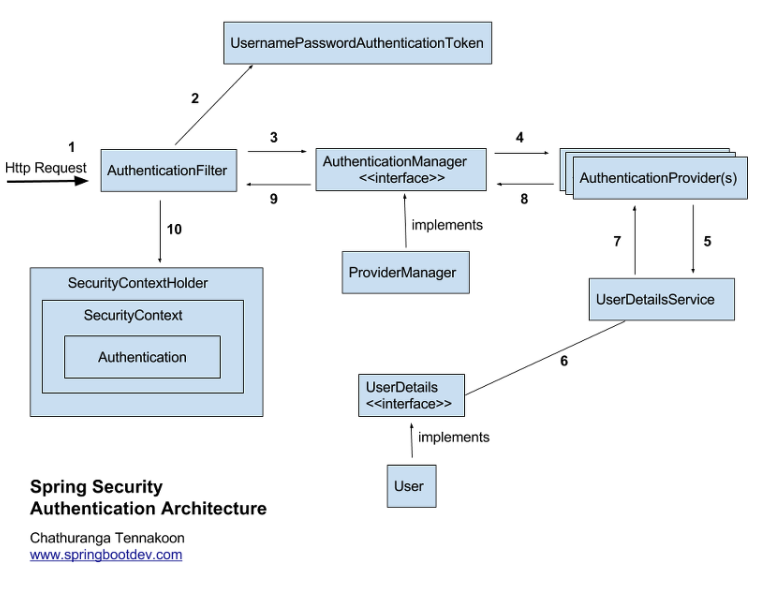 UsernamePasswordAuthenticationToken
2
1
Http Request
AuthenticationFilter
3
9
AuthenticationManager
<<interface>>
4
8
AuthenticationProvider(s)
implements
ProviderManager
7
5
UserDetailsService
10
SecurityContextHolder
SecurityContext
Authentication
6
UserDetails
<<interface>>
implements
User
Spring Security
Authentication Architecture
Chathuranga Tennakoon
www.springbootdev.com